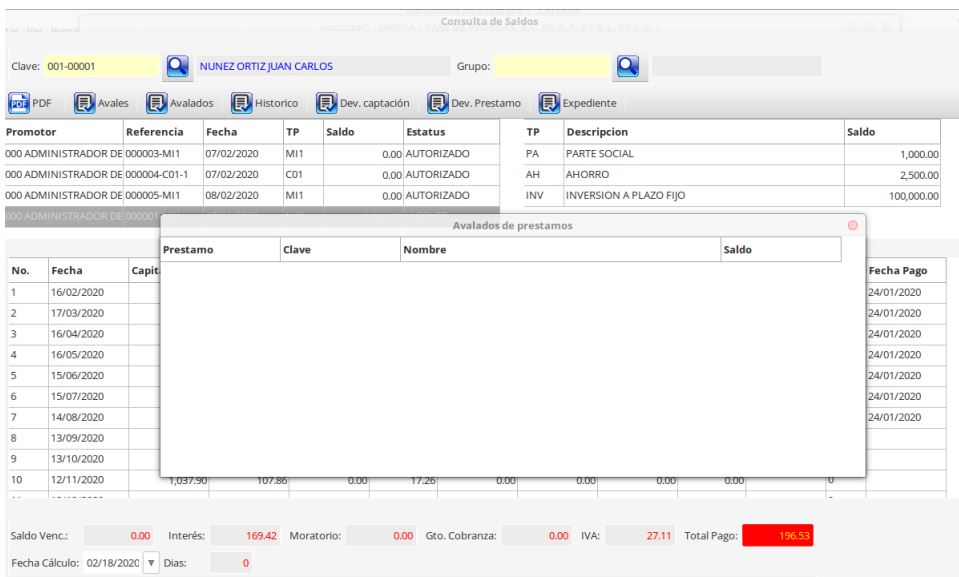 Consulta de Saldos
Clave: 001-00001 NUNEZ ORTIZ JUAN CARLOS Grupo:
PDF PDF Avales Avalados Historico Dev. captación Dev. Prestamo Expediente
Promotor Referencia Fecha TP Saldo Estatus TP Descripcion Saldo
000 ADMINISTRADOR DE 000003-MI1 07/02/2020 MI1 0.00 AUTORIZADO PA PARTE SOCIAL 1,000.00
000 ADMINISTRADOR DE 000004-C01-1 07/02/2020 C01 0.00 AUTORIZADO AH AHORRO 2,500.00
000 ADMINISTRADOR DE 000005-MI1 08/02/2020 MI1 0.00 AUTORIZADO INV INVERSION A PLAZO FIJO 100,000.00
000 ADMINISTRADOR DE 000001
Avalados de prestamos
Prestamo Clave Nombre Saldo
No. Fecha Capit Fecha Pago
1 16/02/2020 24/01/2020
2 17/03/2020 24/01/2020
3 16/04/2020 24/01/2020
4 16/05/2020 24/01/2020
5 15/06/2020 24/01/2020
6 15/07/2020 24/01/2020
7 14/08/2020 24/01/2020
8 13/09/2020
9 13/10/2020
10 12/11/2020 1,037.90 107.86 0.00 17.26 0.00 0.00 0.00 0.00 0
Saldo Venc.: 0.00 Interés: 169.42 Moratorio: 0.00 Gto. Cobranza: 0.00 IVA: 27.11 Total Pago: 196.53
Fecha Cálculo: 02/18/2020 Dias: 0